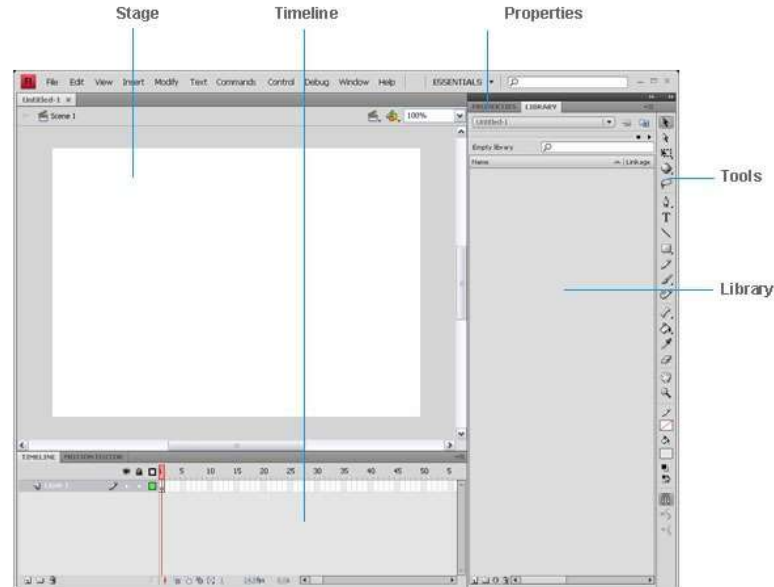 Stage Timeline Properties
File Edit View Insert Modify Text Commands Control Debug Window Help ESSENTIALS
Untitled-1 ×
PROPERTIES LIBRARY
Scene 1 100%
Untitled-1
Empty library
Name Linkage
Tools
T
Library
TIMELINE MOTION EDITOR
5 10 15 20 25 30 35 40 45 50 5
Layer 1
1